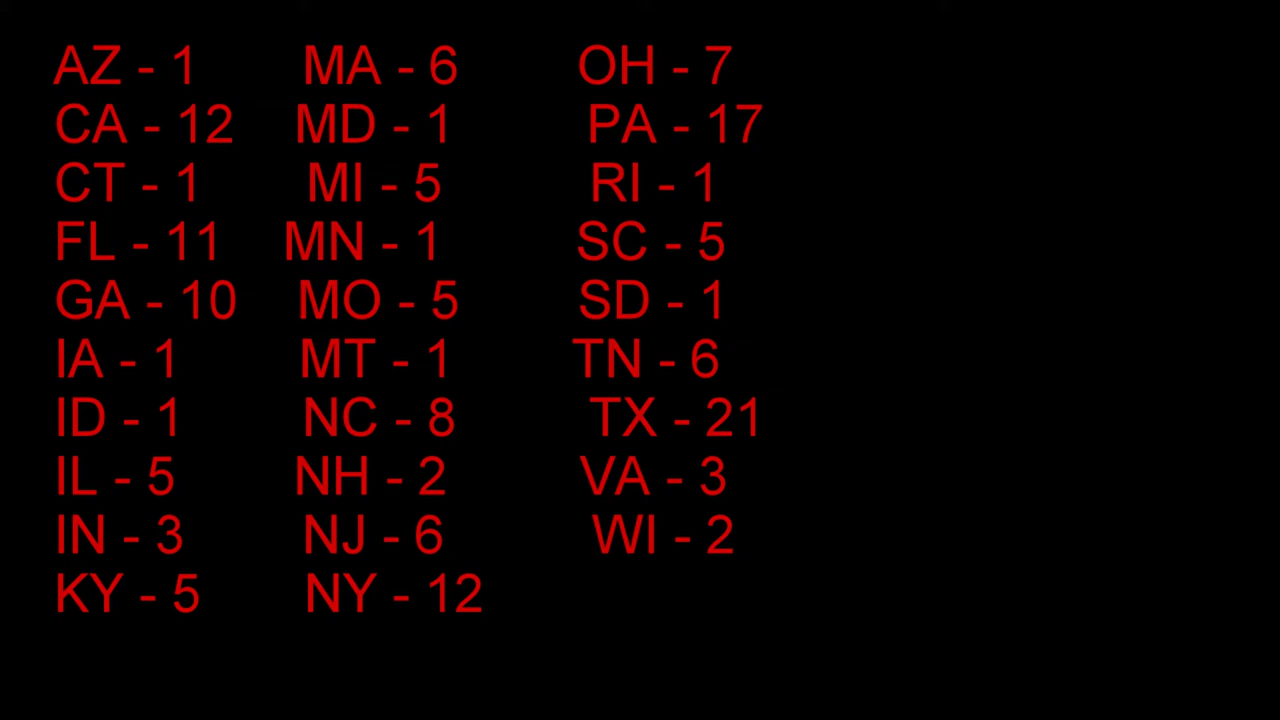 AZ - 1 MA - 6 OH - 7
CA - 12 MD - 1 PA - 17
CT - 1 MI - 5 RI - 1
FL - 11 MN - 1 SC - 5
GA - 10 MO - 5 SD - 1
IA - 1 MT - 1 TN - 6
ID - 1 NC - 8 TX - 21
IL - 5 NH - 2 VA - 3
IN - 3 NJ - 6 WI - 2
KY - 5 NY - 12